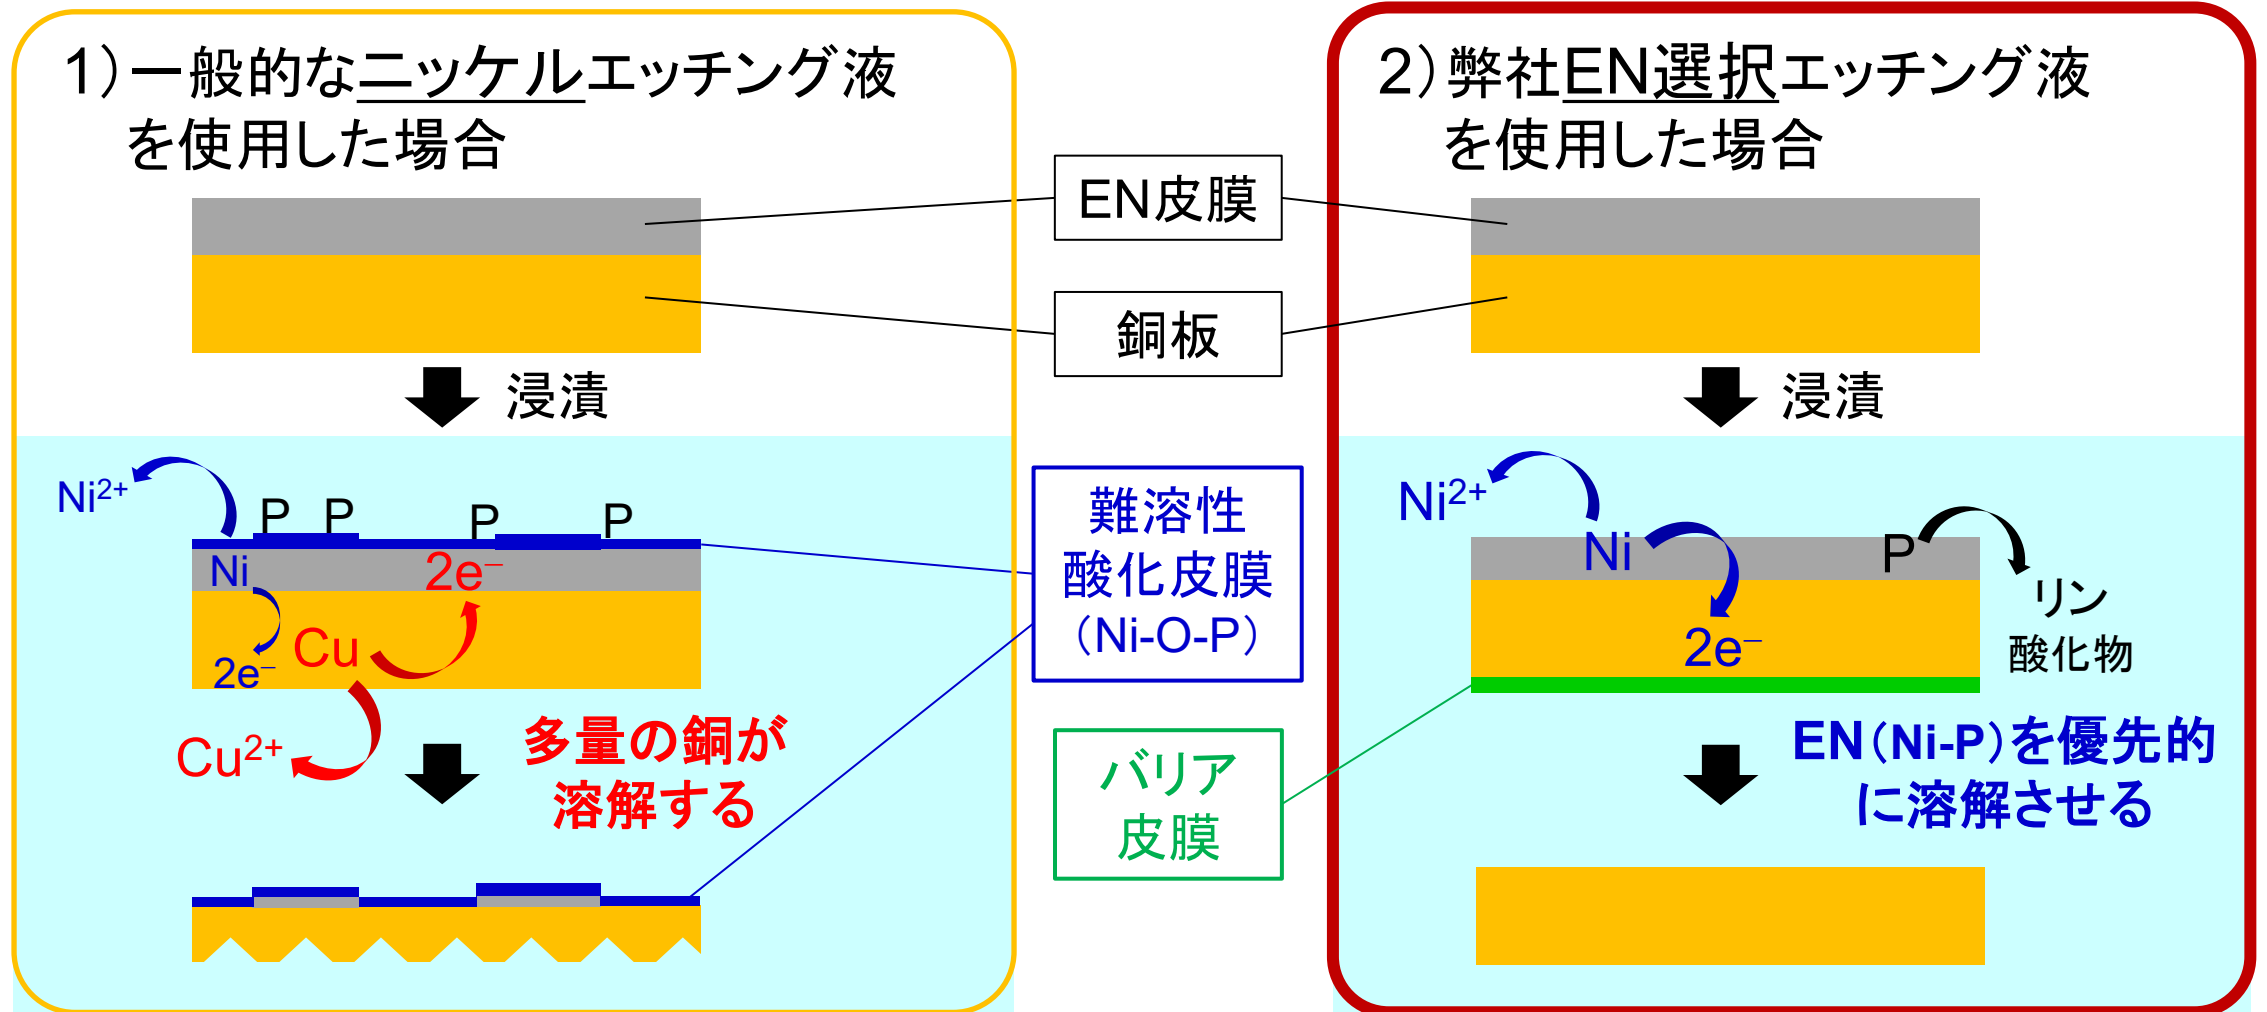 1）一般的なニッケルエッチング液
を使用した場合
EN皮膜
銅板
浸漬
Ni²⁺
P P P P
Ni
2e⁻
Cu
2e⁻
Cu²⁺
多量の銅が
溶解する
難溶性
酸化皮膜
（Ni-O-P）
バリア
皮膜
2）弊社EN選択エッチング液
を使用した場合
浸漬
Ni²⁺
Ni
P
2e⁻
リン
酸化物
EN（Ni-P）を優先的
に溶解させる